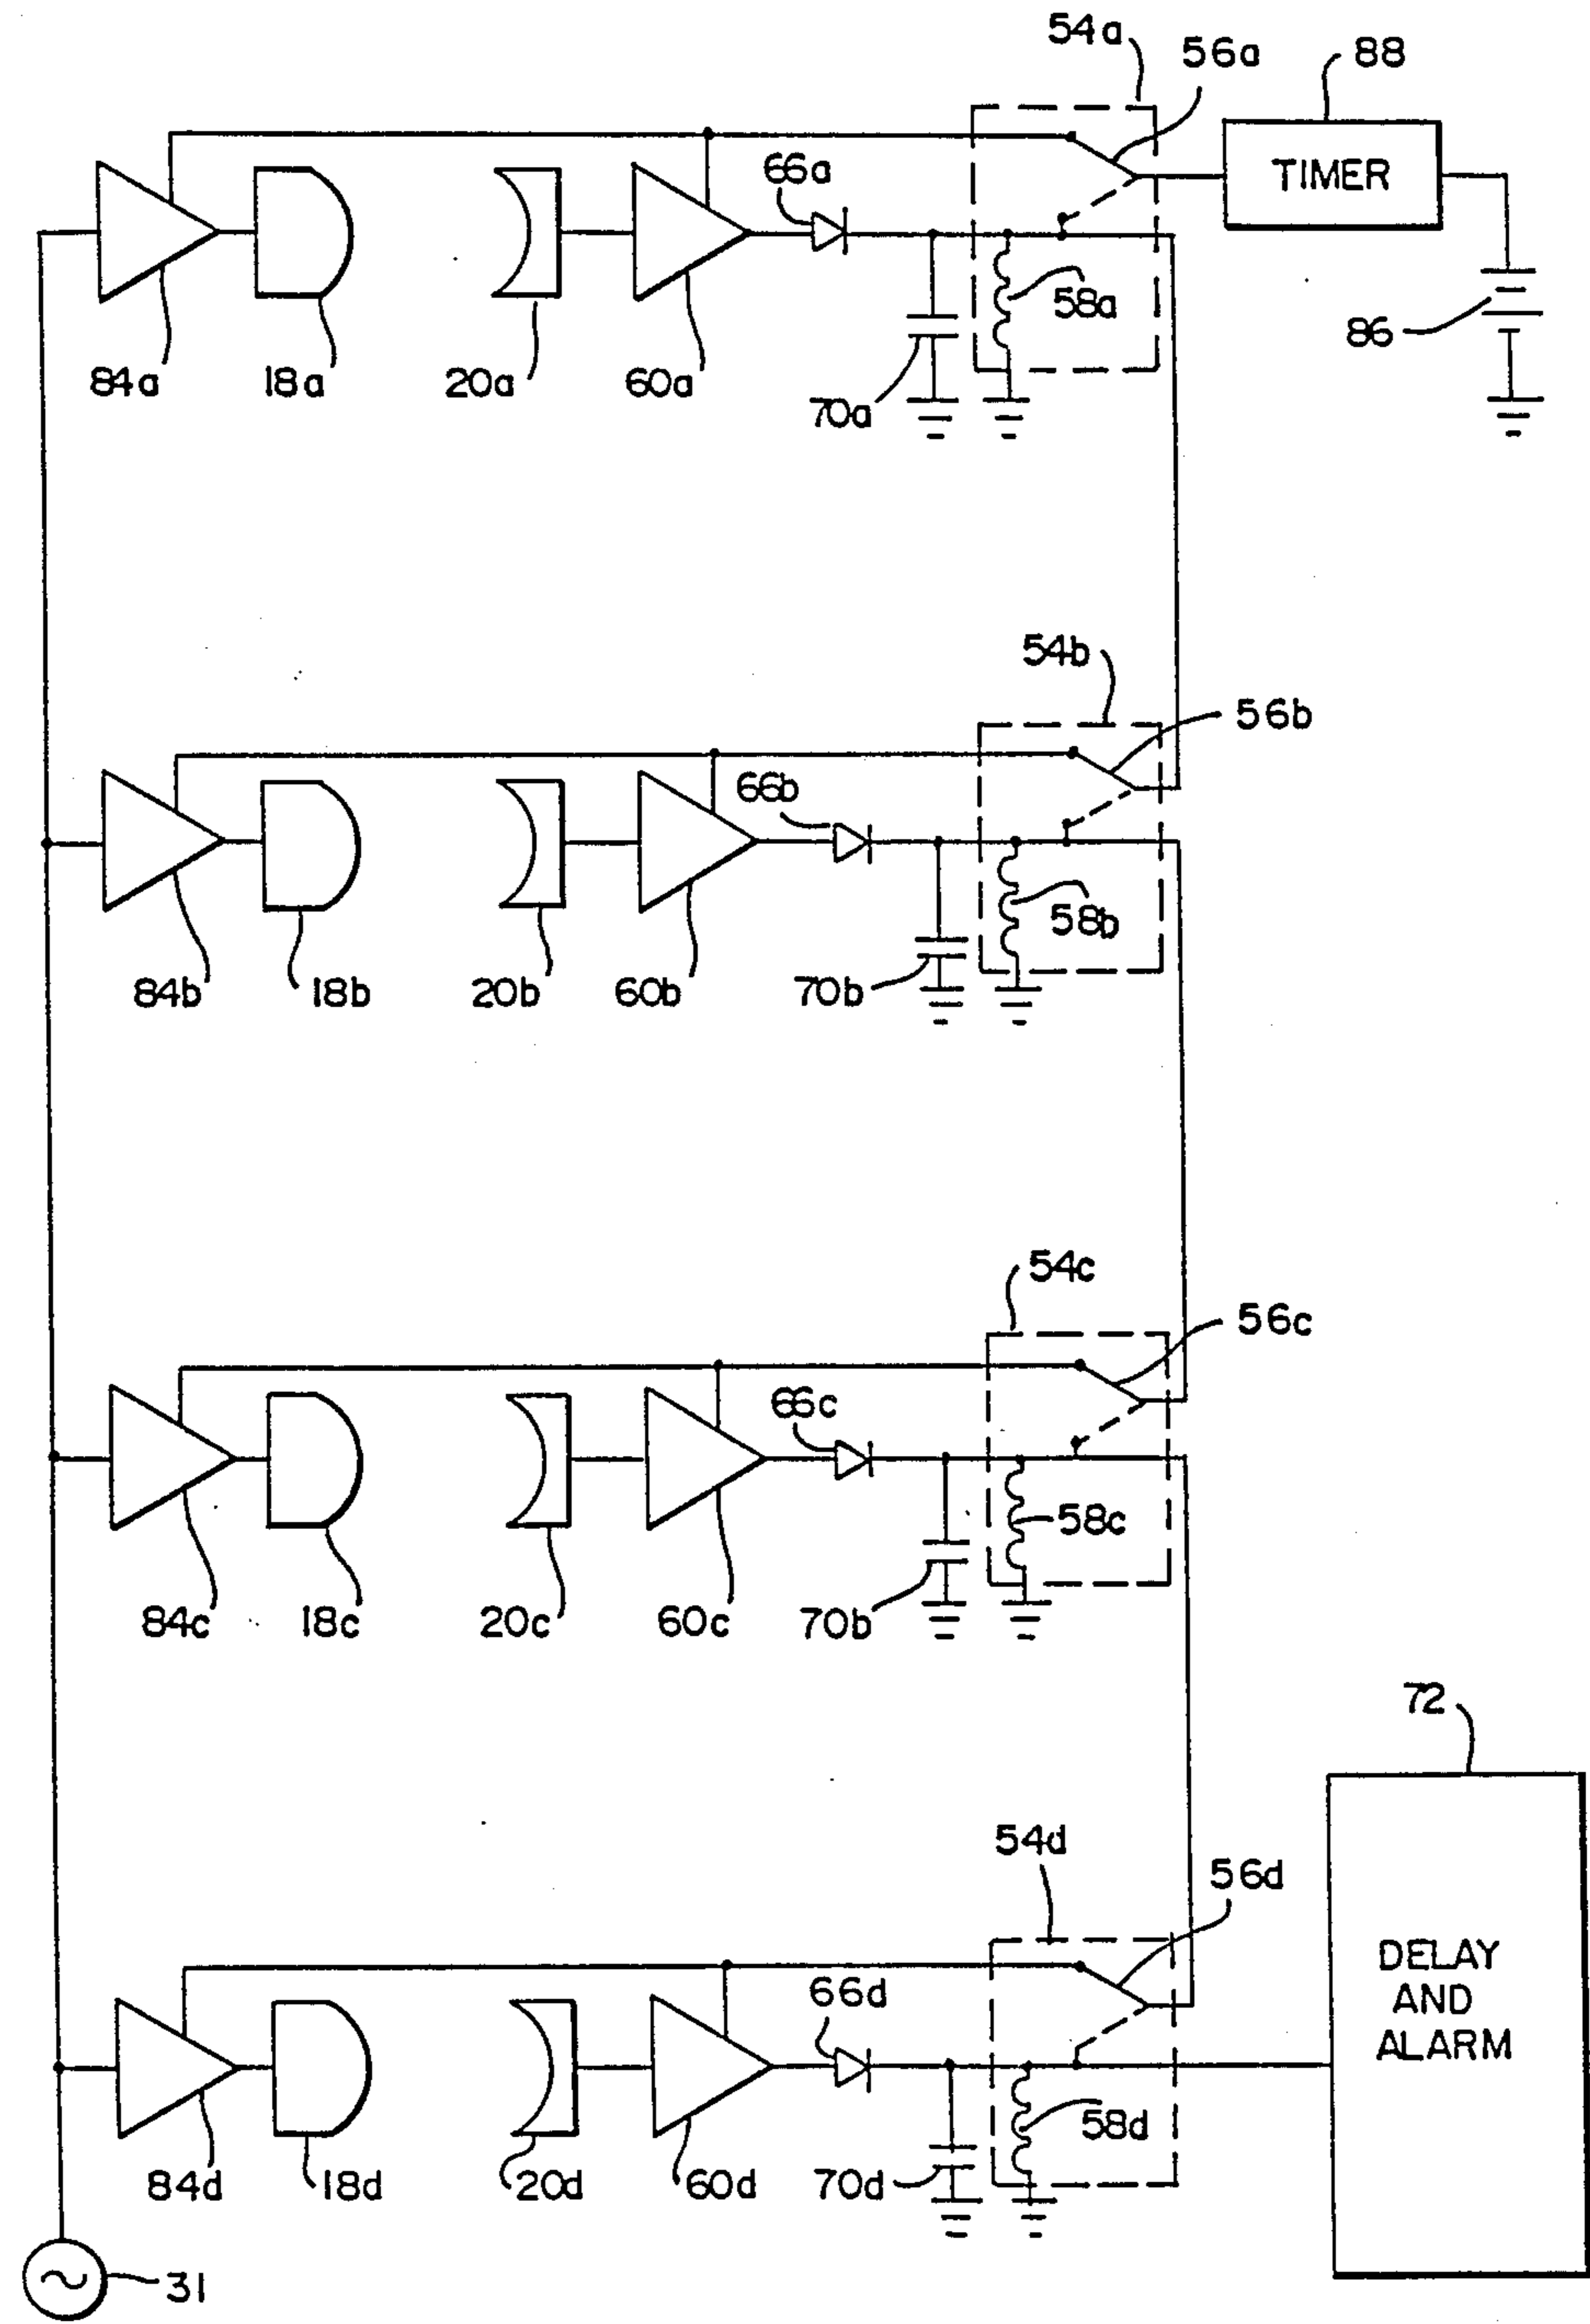 54a
56a
88
TIMER
66a
58a
86
84a
18a
20a
60a
70a
54b
56b
66b
58b
84b
18b
20b
60b
70b
54c
56c
66c
58c
84c
18c
20c
60c
70b
72
54d
56d
66d
DELAY
AND
ALARM
58d
84d
18d
20d
60d
70d
31